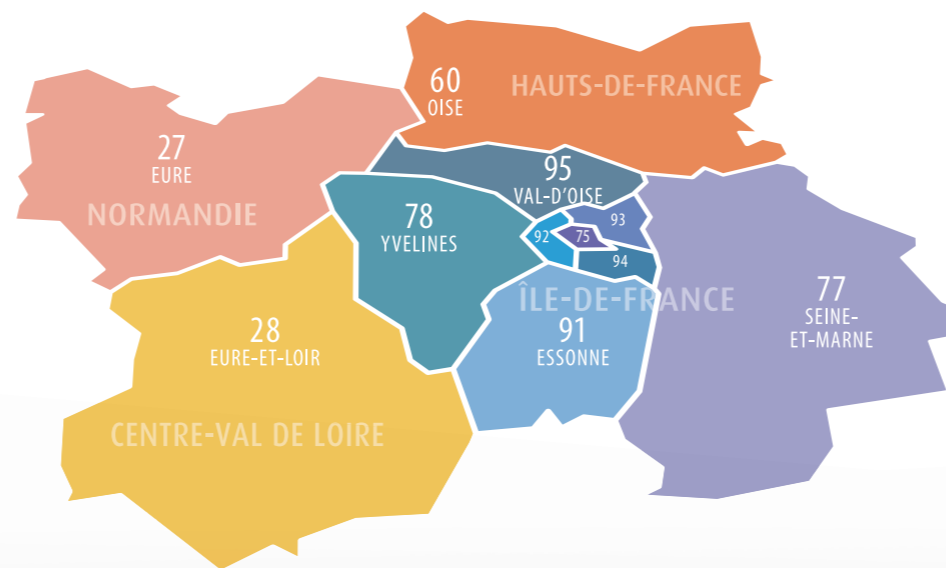 60
OISE
HAUTS-DE-FRANCE
27
EURE
NORMANDIE
95
VAL-D'OISE
78
YVELINES
92
75
93
94
ÎLE-DE-FRANCE
77
SEINE-
ET-MARNE
28
EURE-ET-LOIR
91
ESSONNE
CENTRE-VAL DE LOIRE